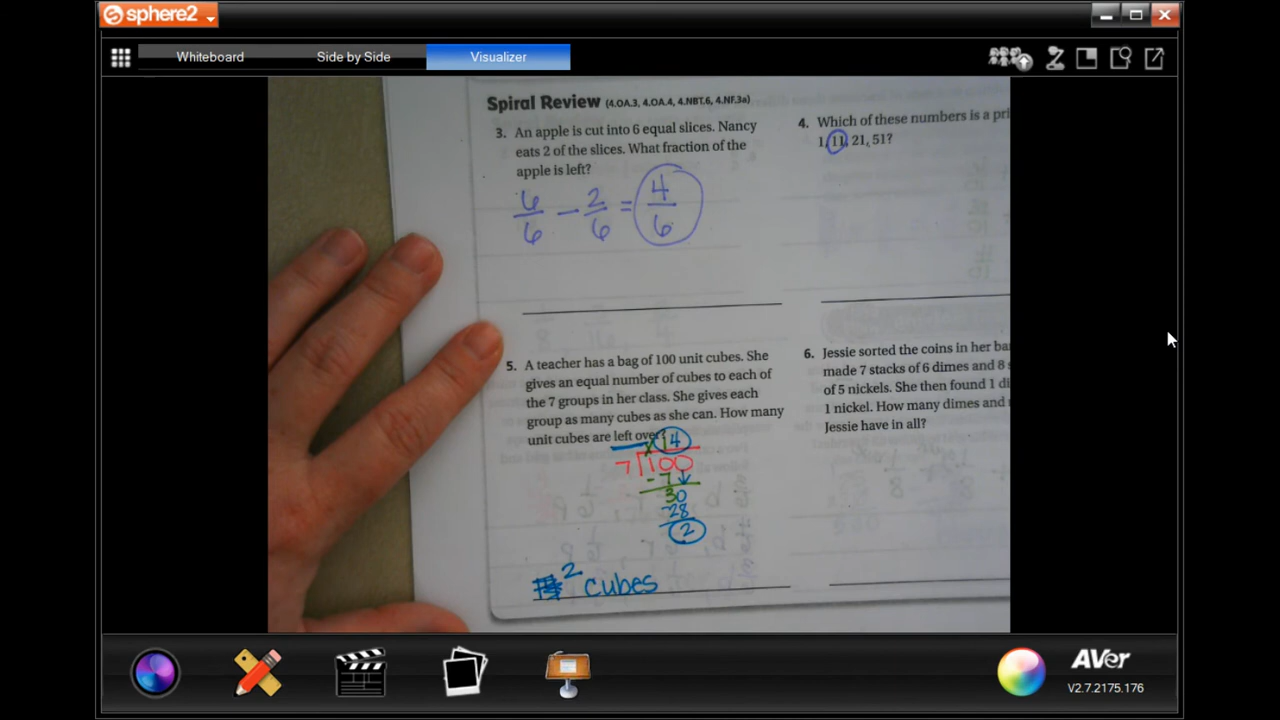 sphere2
Whiteboard
Side by Side
Visualizer
Spiral Review (4.OA.3, 4.OA.4, 4.NBT.6, 4.NF.3a)
3. An apple is cut into 6 equal slices. Nancy
eats 2 of the slices. What fraction of the
apple is left?
6/6 − 2/6 = 4/6
4. Which of these numbers is a pri
1, 11, 21, 51?
5. A teacher has a bag of 100 unit cubes. She
gives an equal number of cubes to each of
the 7 groups in her class. She gives each
group as many cubes as she can. How many
unit cubes are left over?
14
7 100
-7
30
-28
2
2 cubes
6. Jessie sorted the coins in her ba
made 7 stacks of 6 dimes and 8 s
of 5 nickels. She then found 1 di
1 nickel. How many dimes and
Jessie have in all?
AVer
V2.7.2175.176